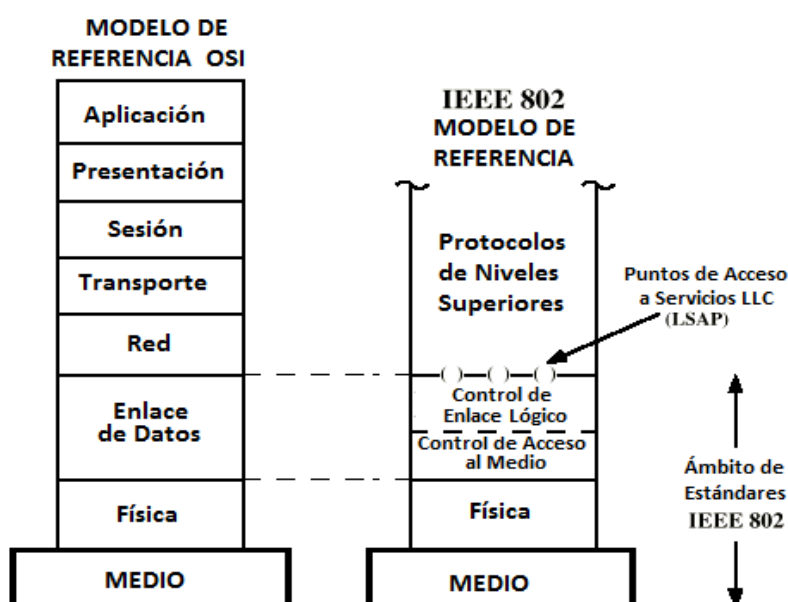 MODELO DE
REFERENCIA OSI
Aplicación
Presentación
Sesión
Transporte
Red
Enlace
de Datos
Física
MEDIO
IEEE 802
MODELO DE
REFERENCIA
Protocolos
de Niveles
Superiores
Puntos de Acceso
a Servicios LLC
(LSAP)
Control de
Enlace Lógico
Control de Acceso
al Medio
Física
MEDIO
Ámbito de
Estándares
IEEE 802